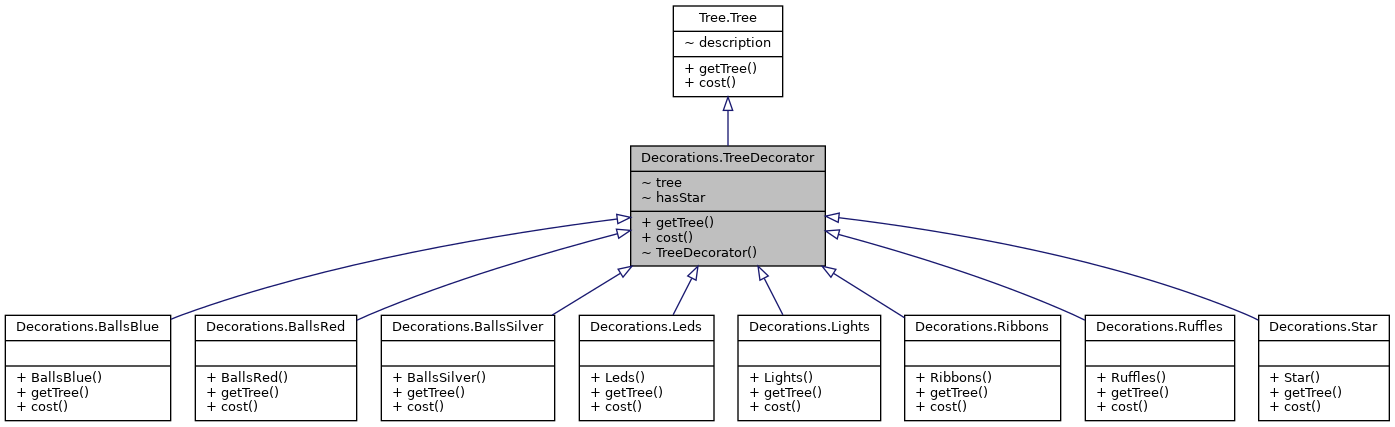 Tree.Tree
~ description
+ getTree()
+ cost()
Decorations.TreeDecorator
~ tree
~ hasStar
+ getTree()
+ cost()
~ TreeDecorator()
Decorations.BallsBlue
+ BallsBlue()
+ getTree()
+ cost()
Decorations.BallsRed
+ BallsRed()
+ getTree()
+ cost()
Decorations.BallsSilver
+ BallsSilver()
+ getTree()
+ cost()
Decorations.Leds
+ Leds()
+ getTree()
+ cost()
Decorations.Lights
+ Lights()
+ getTree()
+ cost()
Decorations.Ribbons
+ Ribbons()
+ getTree()
+ cost()
Decorations.Ruffles
+ Ruffles()
+ getTree()
+ cost()
Decorations.Star
+ Star()
+ getTree()
+ cost()